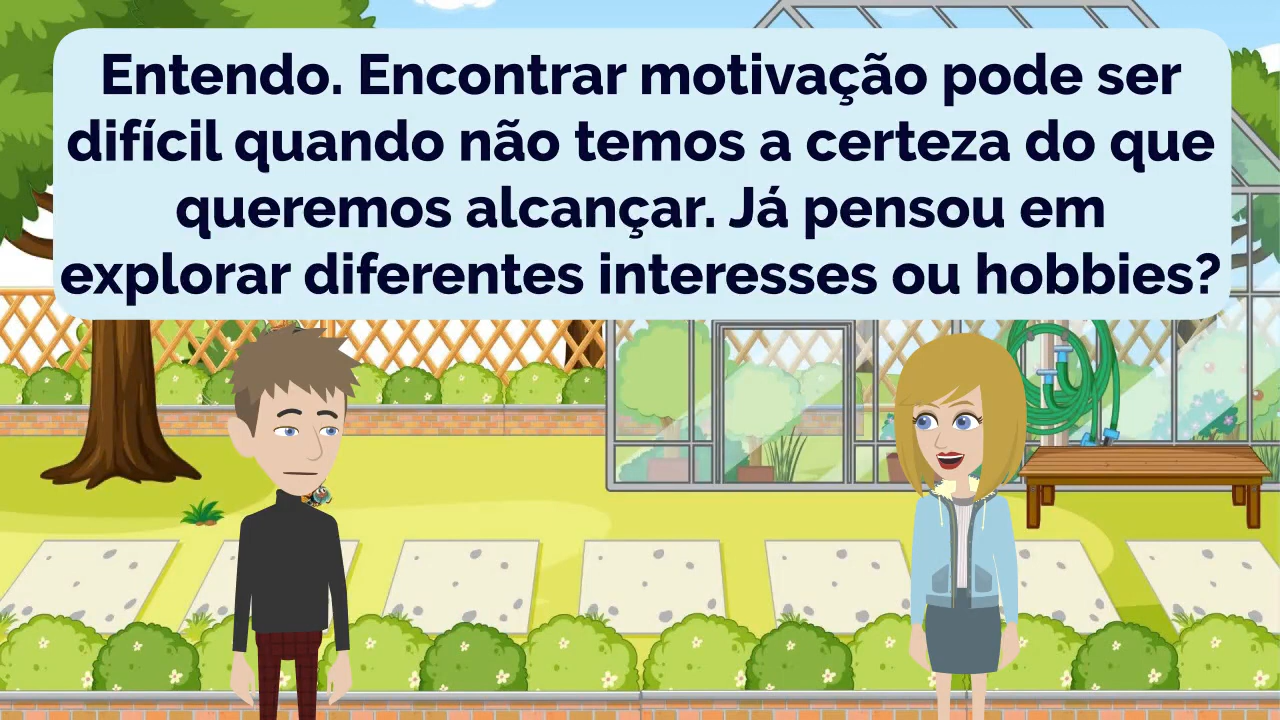 Entendo. Encontrar motivação pode ser
difícil quando não temos a certeza do que
queremos alcançar. Já pensou em
explorar diferentes interesses ou hobbies?